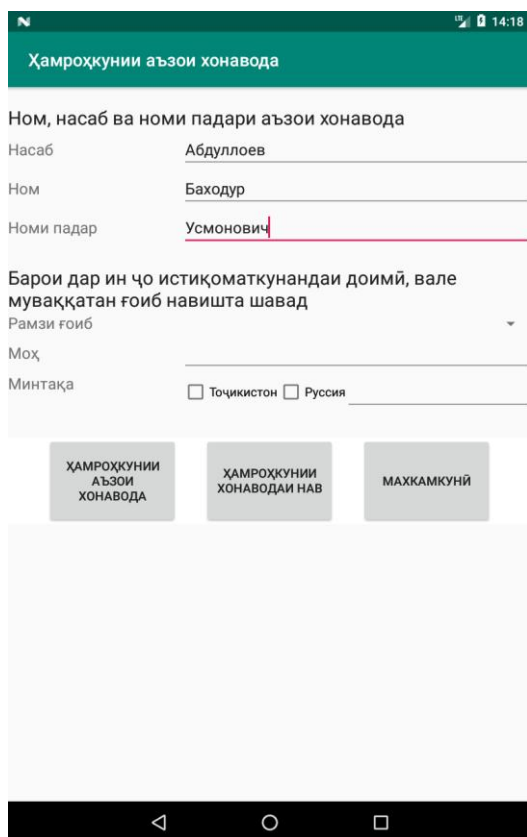 LTE 14:18
Ҳамроҳкунии аъзои хонавода
Ном, насаб ва номи падари аъзои хонавода
Насаб Абдуллоев
Ном Баходур
Номи падар Усмонович
Барои дар ин ҷо истиқоматкунандаи доимӣ, вале
муваққатан ғоиб навишта шавад
Рамзи ғоиб
Моҳ
Минтақа Тоҷикистон Руссия
ҲАМРОҲКУНИИ
АЪЗОИ
ХОНАВОДА
ҲАМРОҲКУНИИ
ХОНАВОДАИ НАВ
МАХКАМКУНӢ